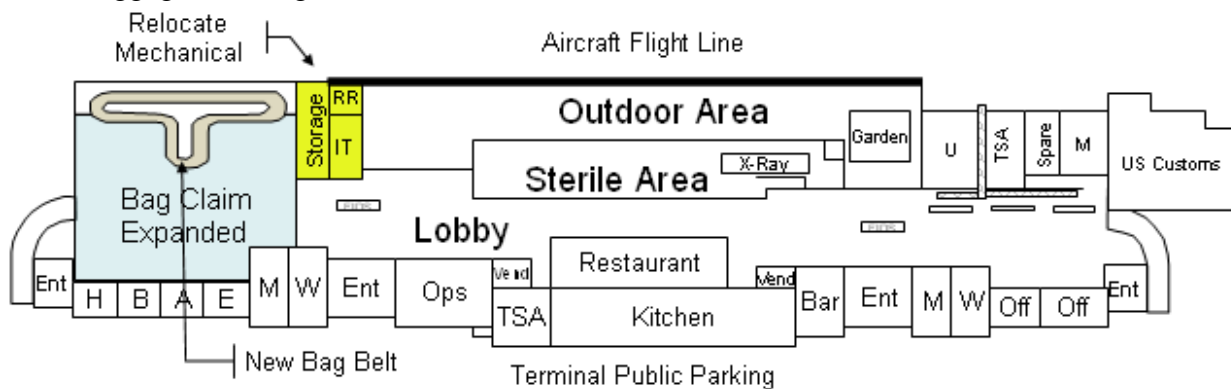 Relocate
Mechanical
Aircraft Flight Line
Storage
RR
IT
Outdoor Area
Garden
U
TSA
Spare
M
US Customs
X-Ray
Sterile Area
Bag Claim
Expanded
FIDS
FIDS
Lobby
Restaurant
Ent
H
B
A
E
M
W
Ent
Ops
Vend
TSA
Kitchen
Vend
Bar
Ent
M
W
Off
Off
Ent
New Bag Belt
Terminal Public Parking